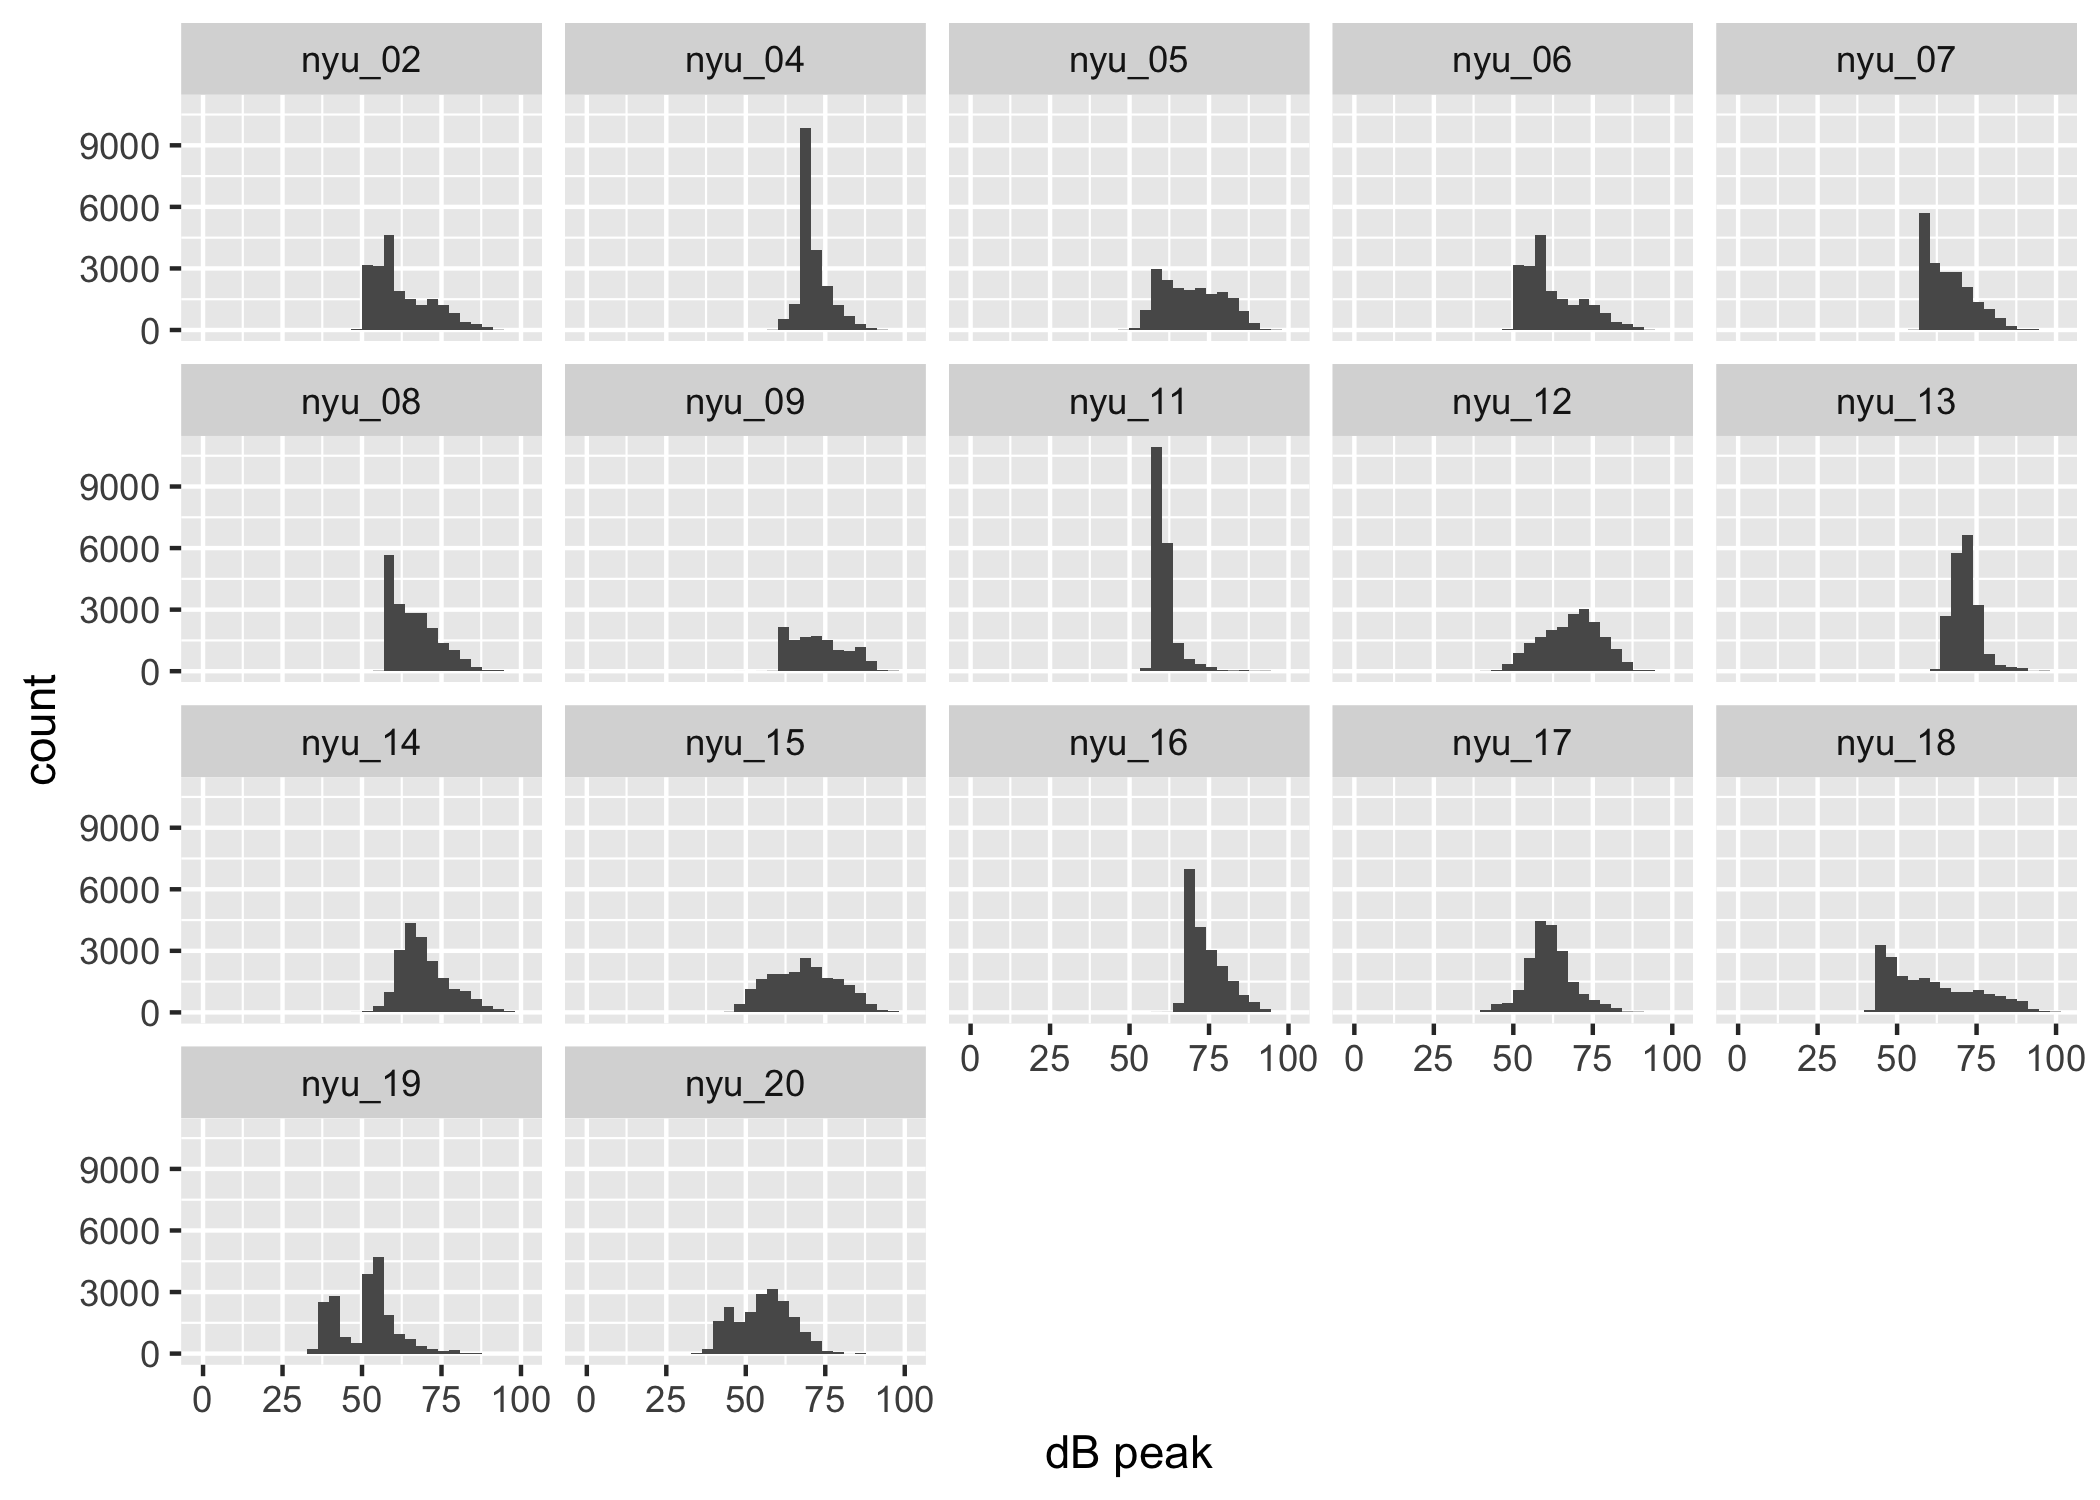 nyu_02 nyu_04 nyu_05 nyu_06 nyu_07
9000
6000
3000
0
nyu_08 nyu_09 nyu_11 nyu_12 nyu_13
9000
6000
3000
0
count
nyu_14 nyu_15 nyu_16 nyu_17 nyu_18
9000
6000
3000
0
0 25 50 75 100 0 25 50 75 100 0 25 50 75 100
nyu_19 nyu_20
9000
6000
3000
0
0 25 50 75 100 0 25 50 75 100
dB peak